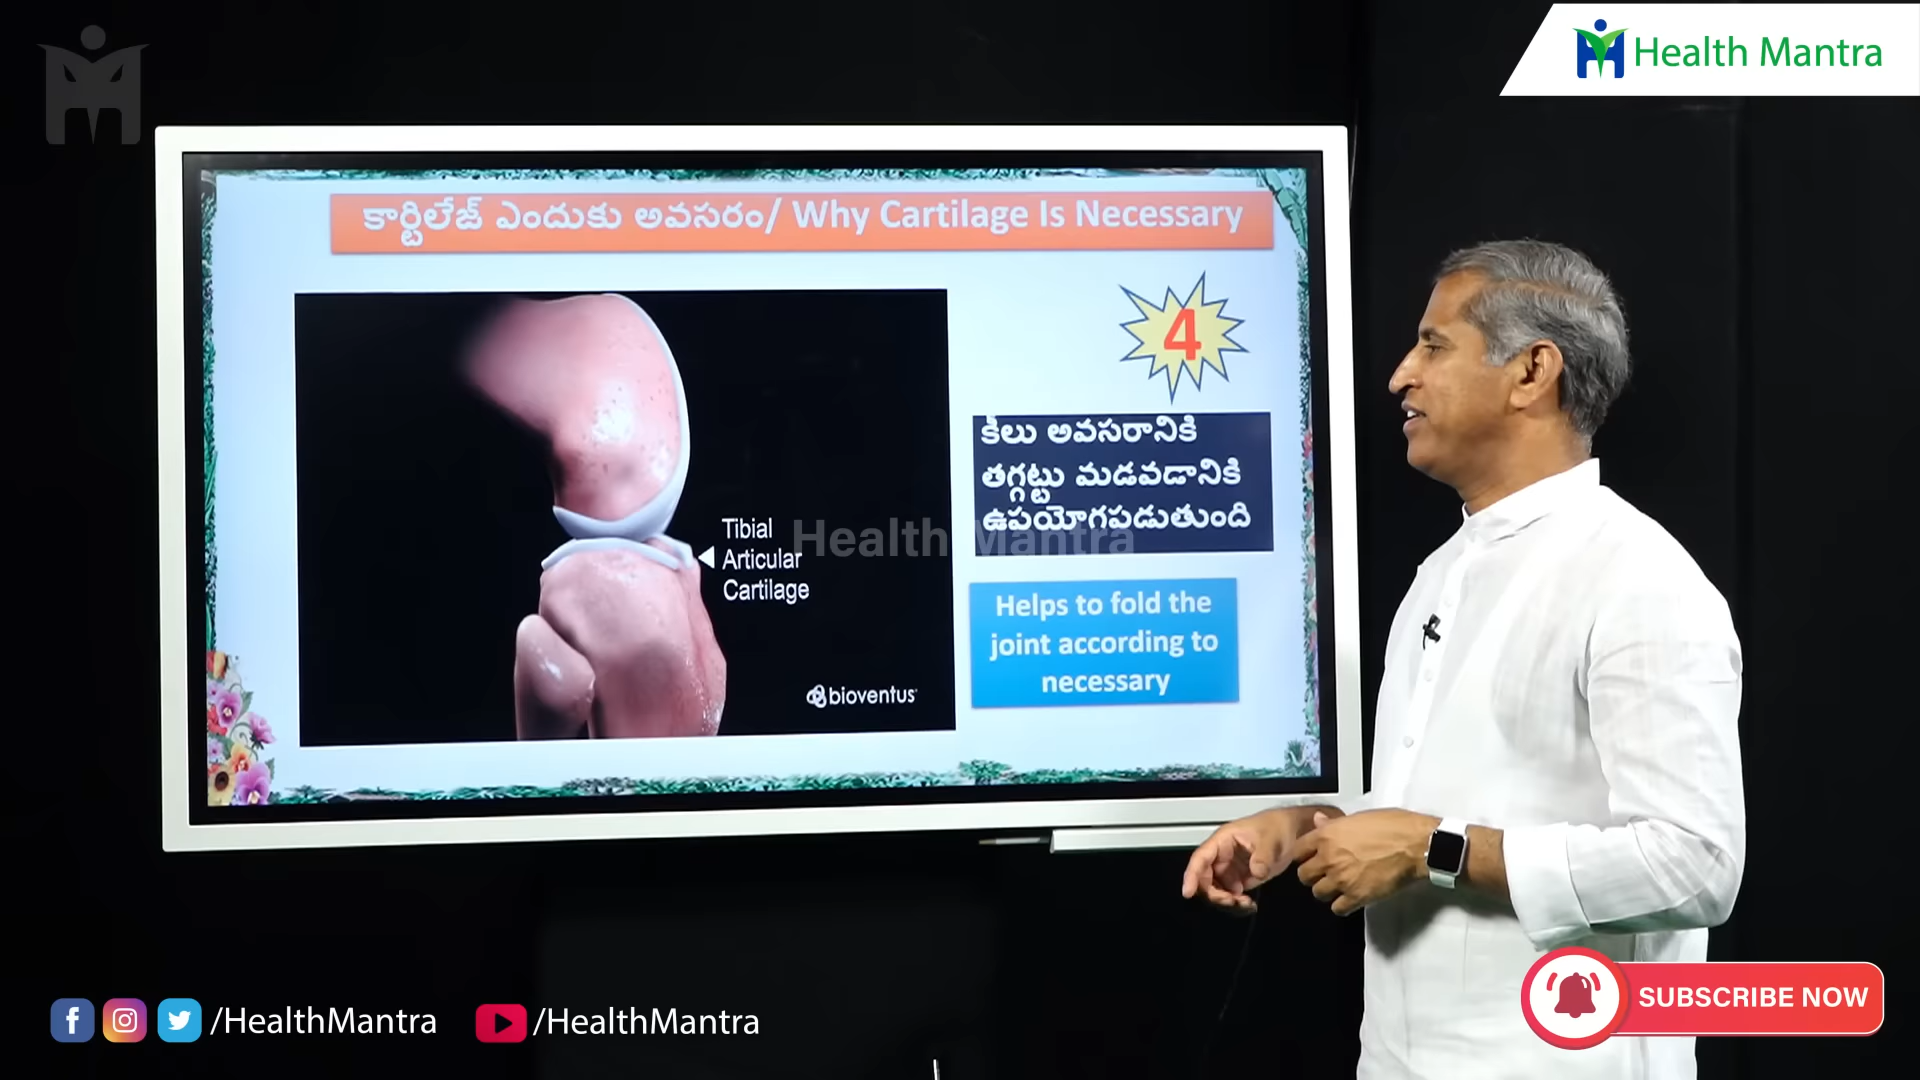 Health Mantra
కార్టిలేజ్ ఎందుకు అవసరం/ Why Cartilage Is Necessary
4
కీలు అవసరానికి
తగ్గట్టు మడవడానికి
ఉపయోగపడుతుంది
Tibial
Articular
Cartilage
Health Mantra
Helps to fold the
joint according to
necessary
bioventus
/HealthMantra
/HealthMantra
SUBSCRIBE NOW